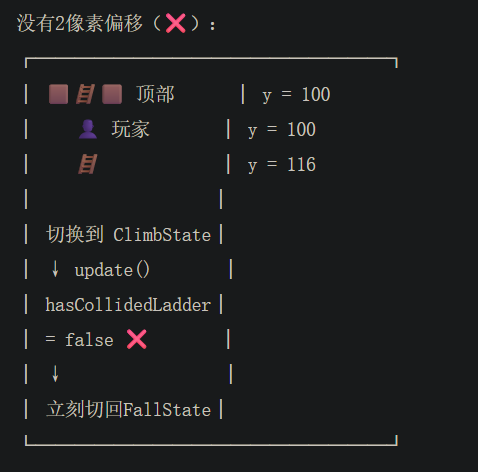 没有2像素偏移（❌）：
┌─────────────────────────────┐
│ 🟫🪜🟫 顶部 │ y = 100
│ 👤 玩家 │ y = 100
│ 🪜 │ y = 116
│ │
│ 切换到 ClimbState│
│ ↓ update() │
│ hasCollidedLadder│
│ = false ❌ │
│ ↓ │
│ 立刻切回FallState│
└─────────────────────────────┘